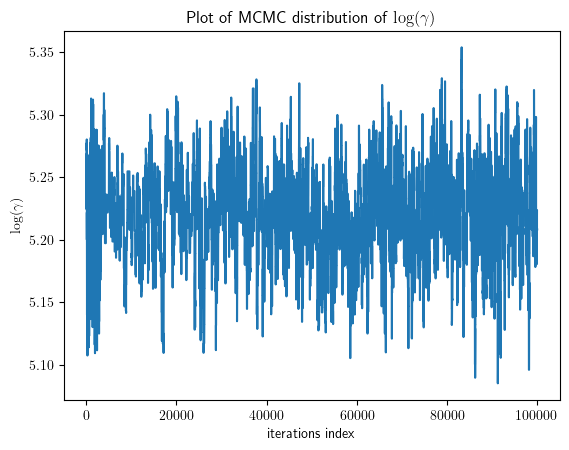 Plot of MCMC distribution of log(γ)
5.35
5.30
5.25
5.20
5.15
5.10
log(γ)
0 20000 40000 60000 80000 100000
iterations index